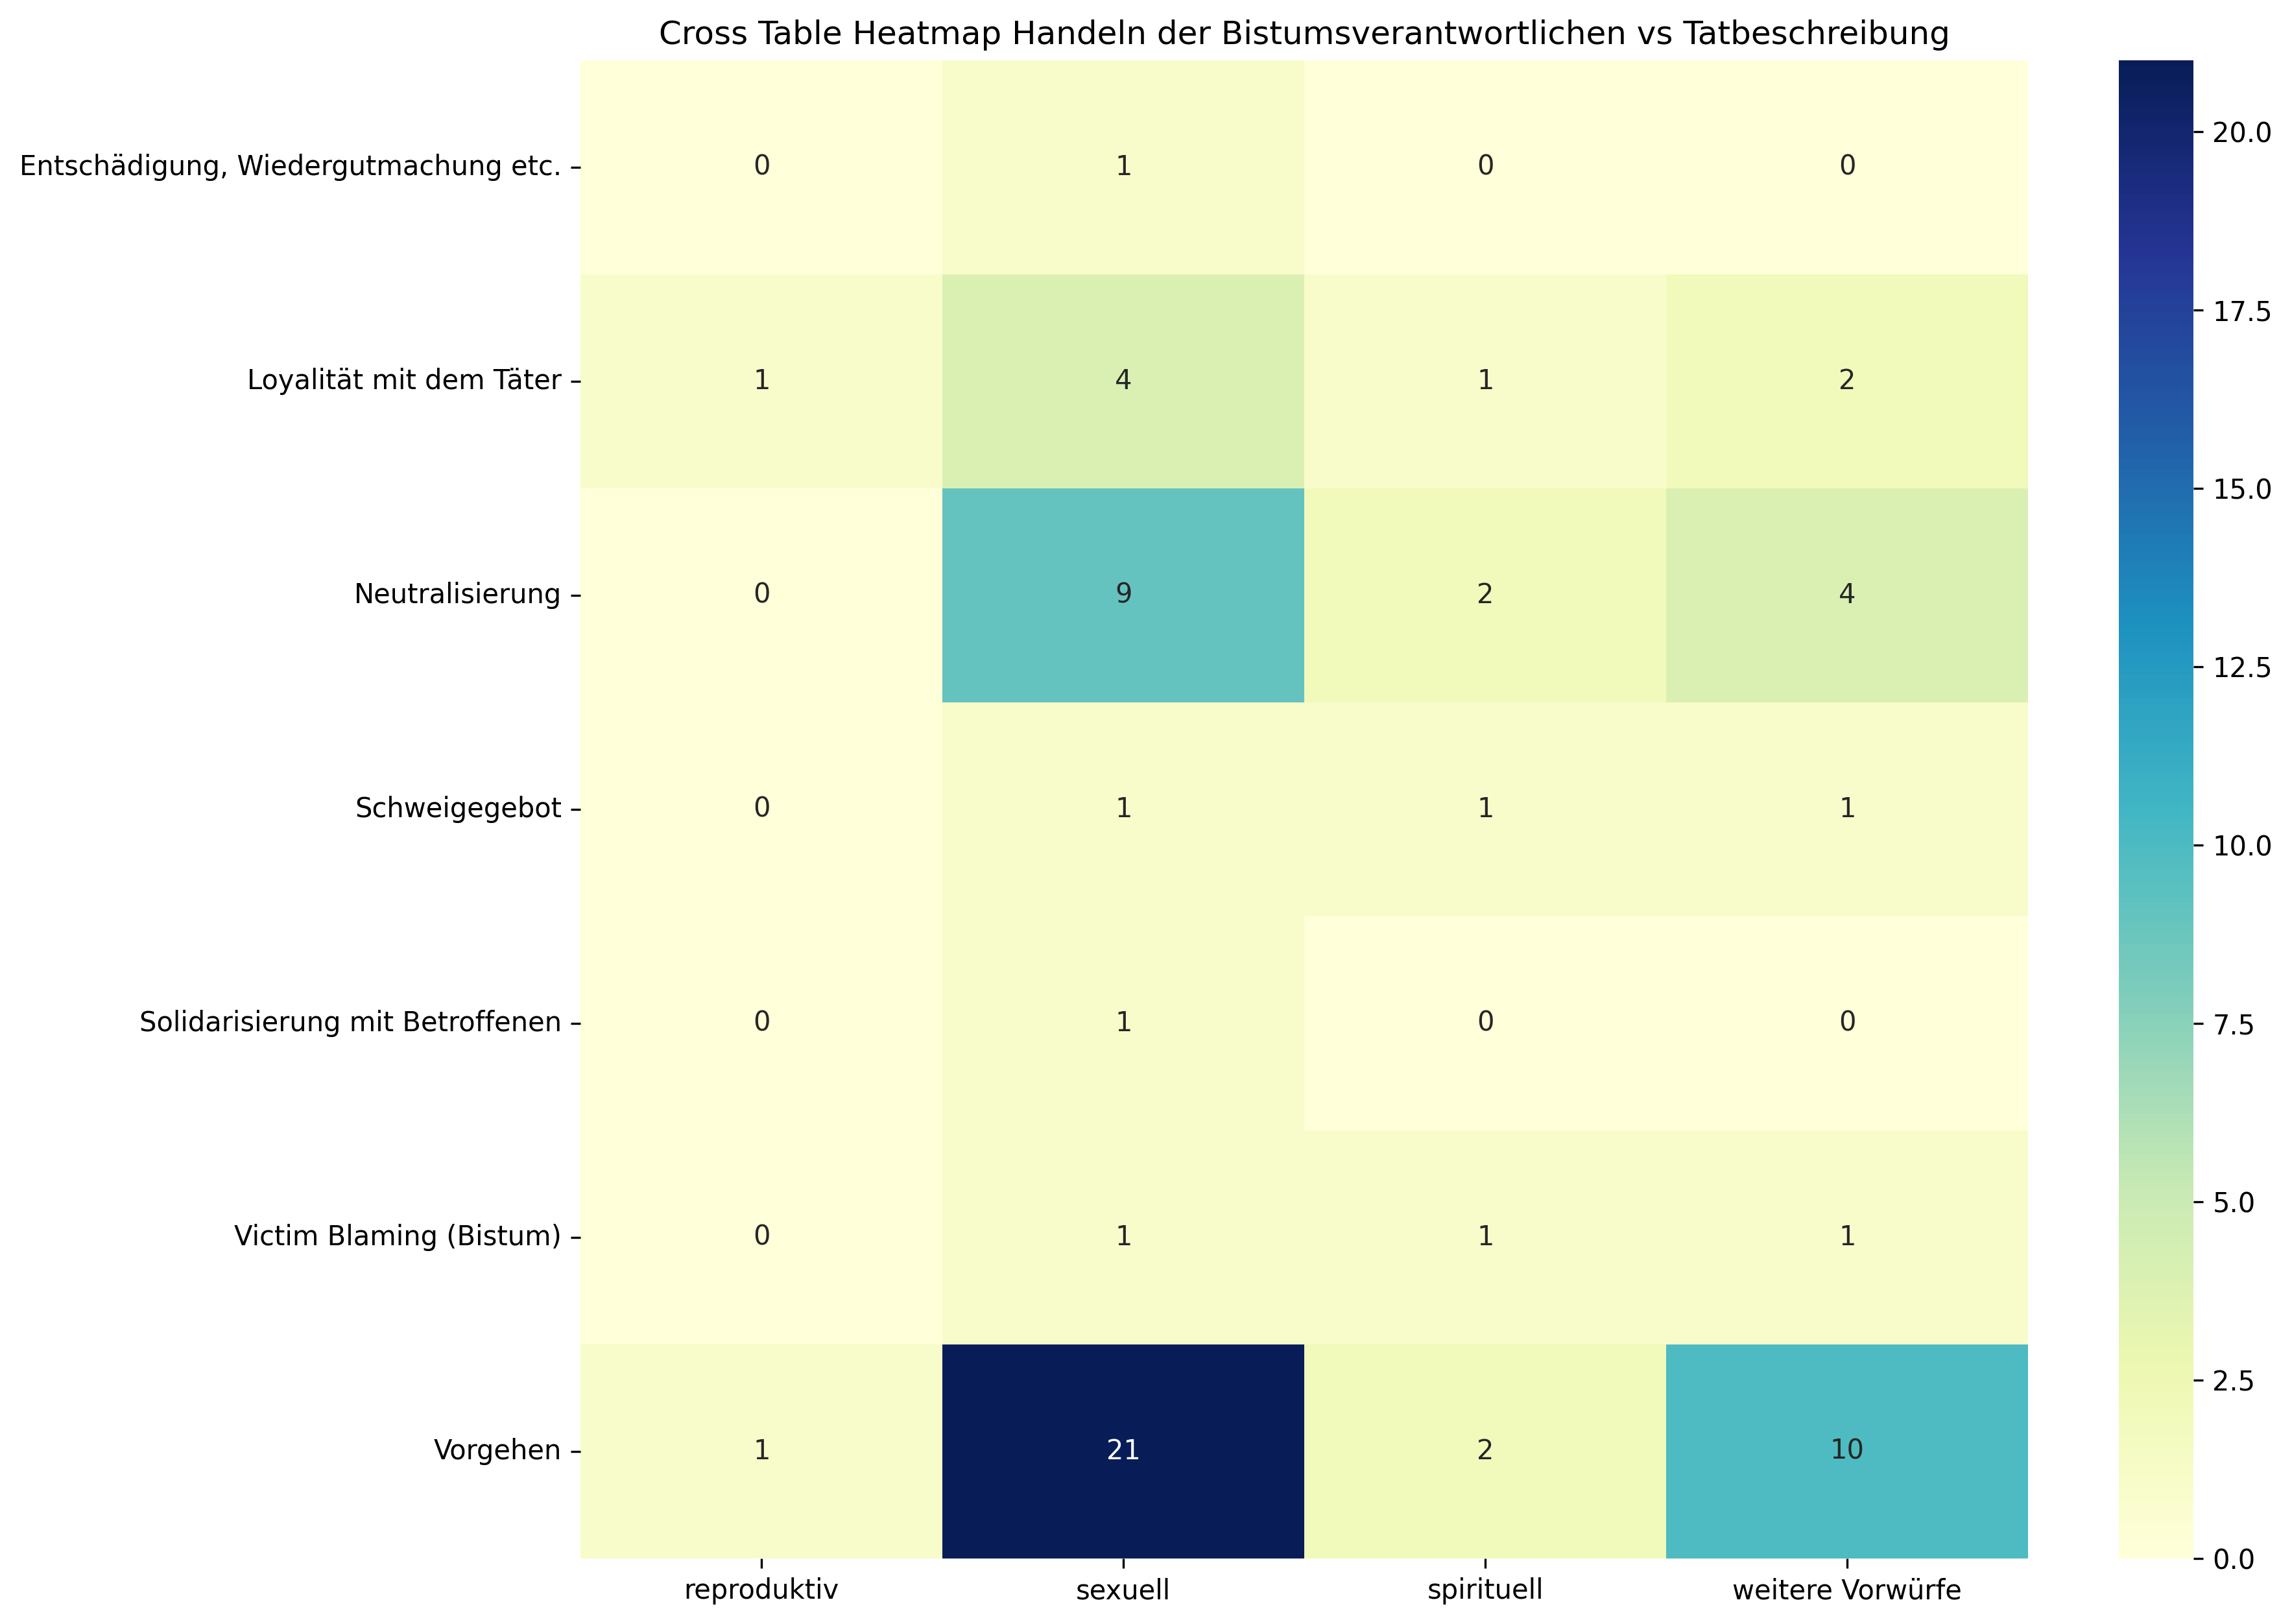 Cross Table Heatmap Handeln der Bistumsverantwortlichen vs Tatbeschreibung
Entschädigung, Wiedergutmachung etc. 0 1 0 0
Loyalität mit dem Täter 1 4 1 2
Neutralisierung 0 9 2 4
Schweigegebot 0 1 1 1
Solidarisierung mit Betroffenen 0 1 0 0
Victim Blaming (Bistum) 0 1 1 1
Vorgehen 1 21 2 10
reproduktiv sexuell spirituell weitere Vorwürfe
20.0
17.5
15.0
12.5
10.0
7.5
5.0
2.5
0.0